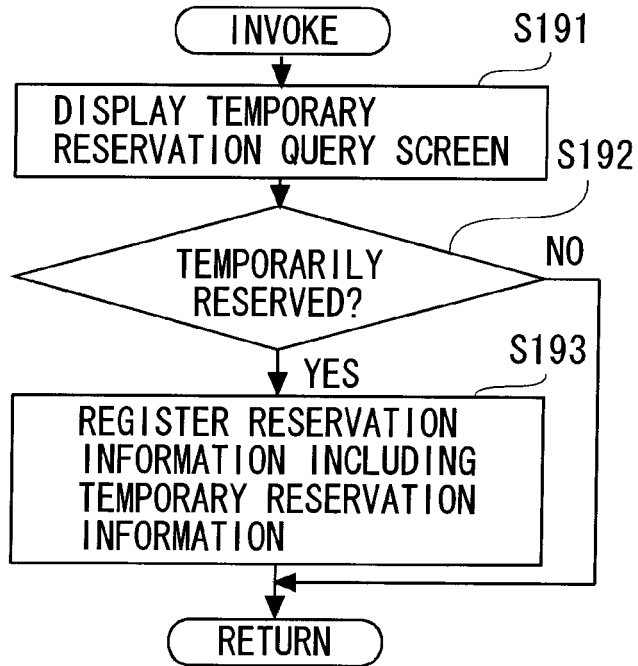 INVOKE
S191
DISPLAY TEMPORARY
RESERVATION QUERY SCREEN
S192
TEMPORARILY
RESERVED?
NO
YES
S193
REGISTER RESERVATION
INFORMATION INCLUDING
TEMPORARY RESERVATION
INFORMATION
RETURN